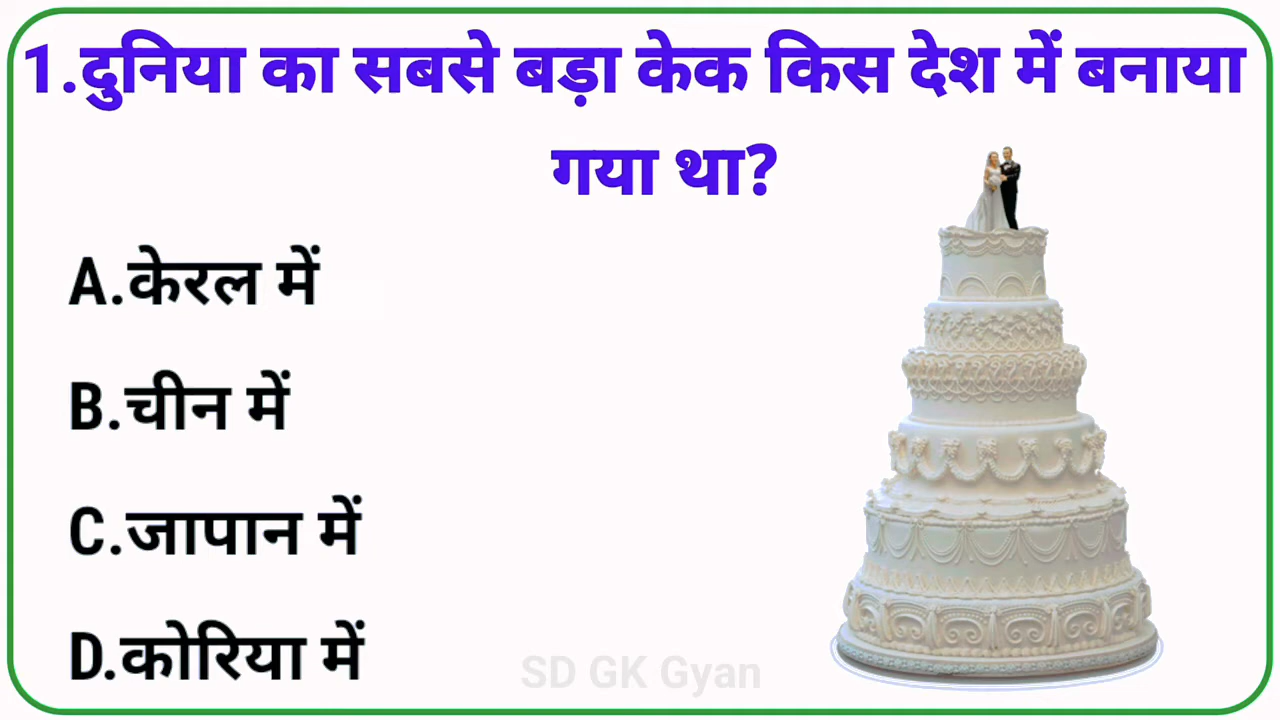 1.दुनिया का सबसे बड़ा केक किस देश में बनाया
गया था?
A.केरल में
B.चीन में
C.जापान में
D.कोरिया में
SD GK Gyan